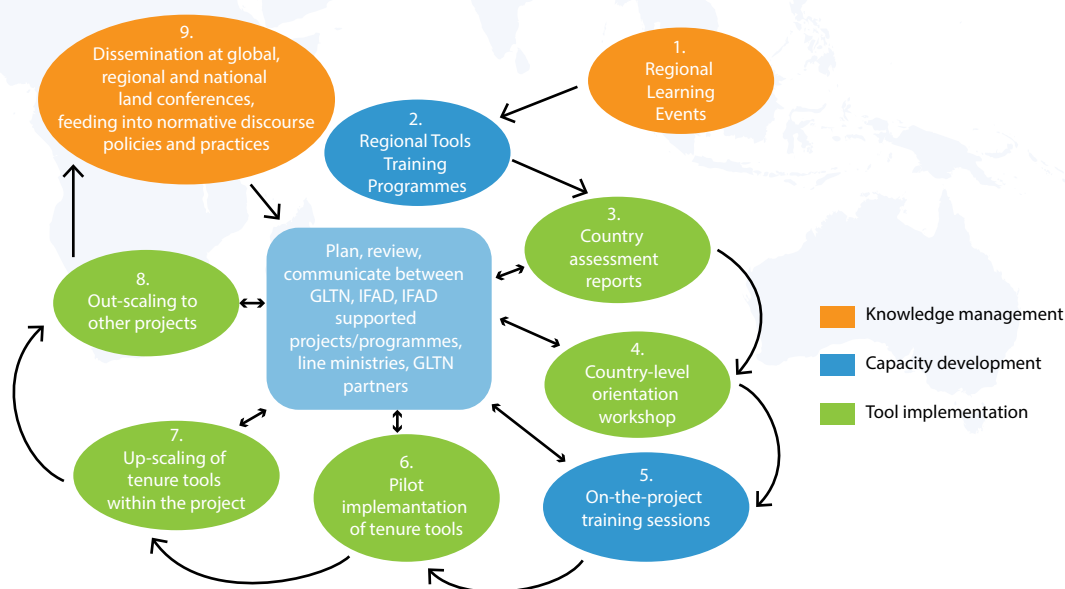 1.
Regional
Learning
Events
2.
Regional Tools
Training
Programmes
3.
Country
assessment
reports
4.
Country-level
orientation
workshop
5.
On-the-project
training sessions
6.
Pilot
implemantation
of tenure tools
7.
Up-scaling of
tenure tools
within the project
8.
Out-scaling to
other projects
9.
Dissemination at global,
regional and national
land conferences,
feeding into normative discourse
policies and practices
Plan, review,
communicate between
GLTN, IFAD, IFAD
supported
projects/programmes,
line ministries, GLTN
partners
Knowledge management
Capacity development
Tool implementation